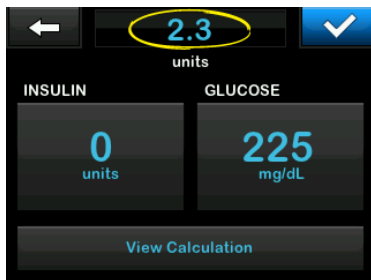 2.3
units
INSULIN GLUCOSE
0 225
units mg/dL
View Calculation